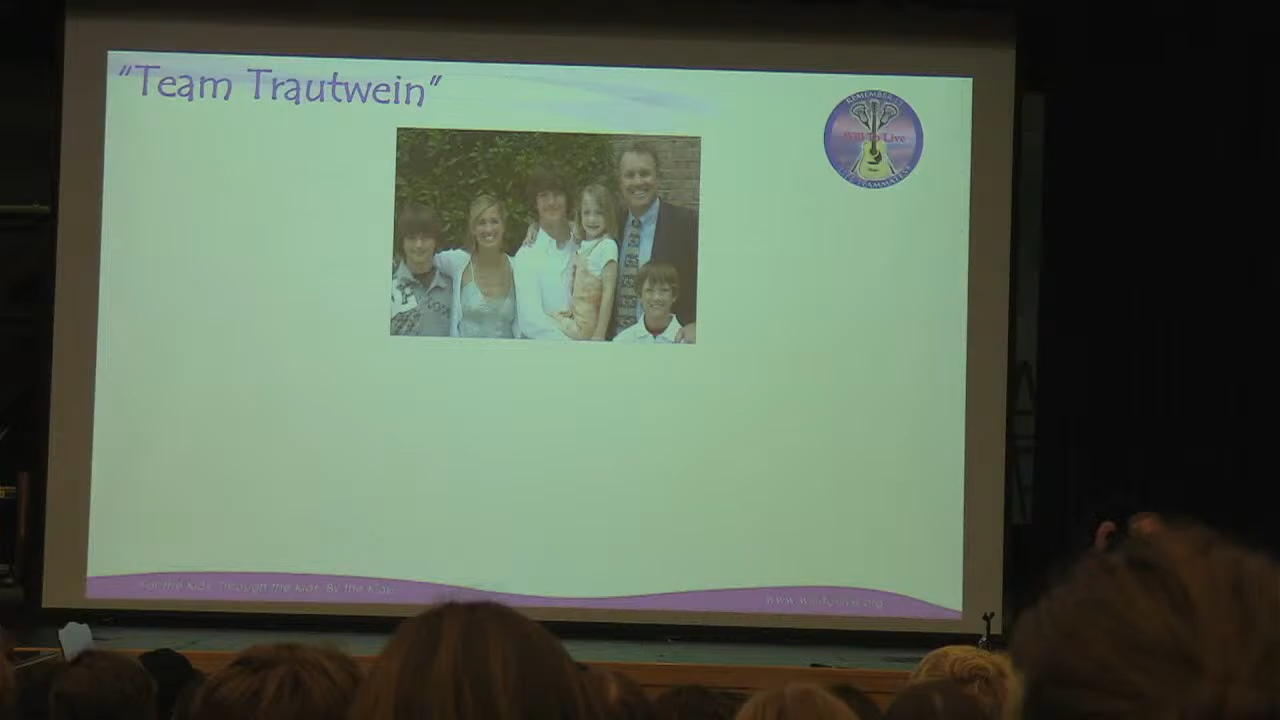 “Team Trautwein”
REMEMBER
Will To Live
LIFE TEAMMATES
For the Kids, Through the Kids, By the Kids
www.willtolive.org